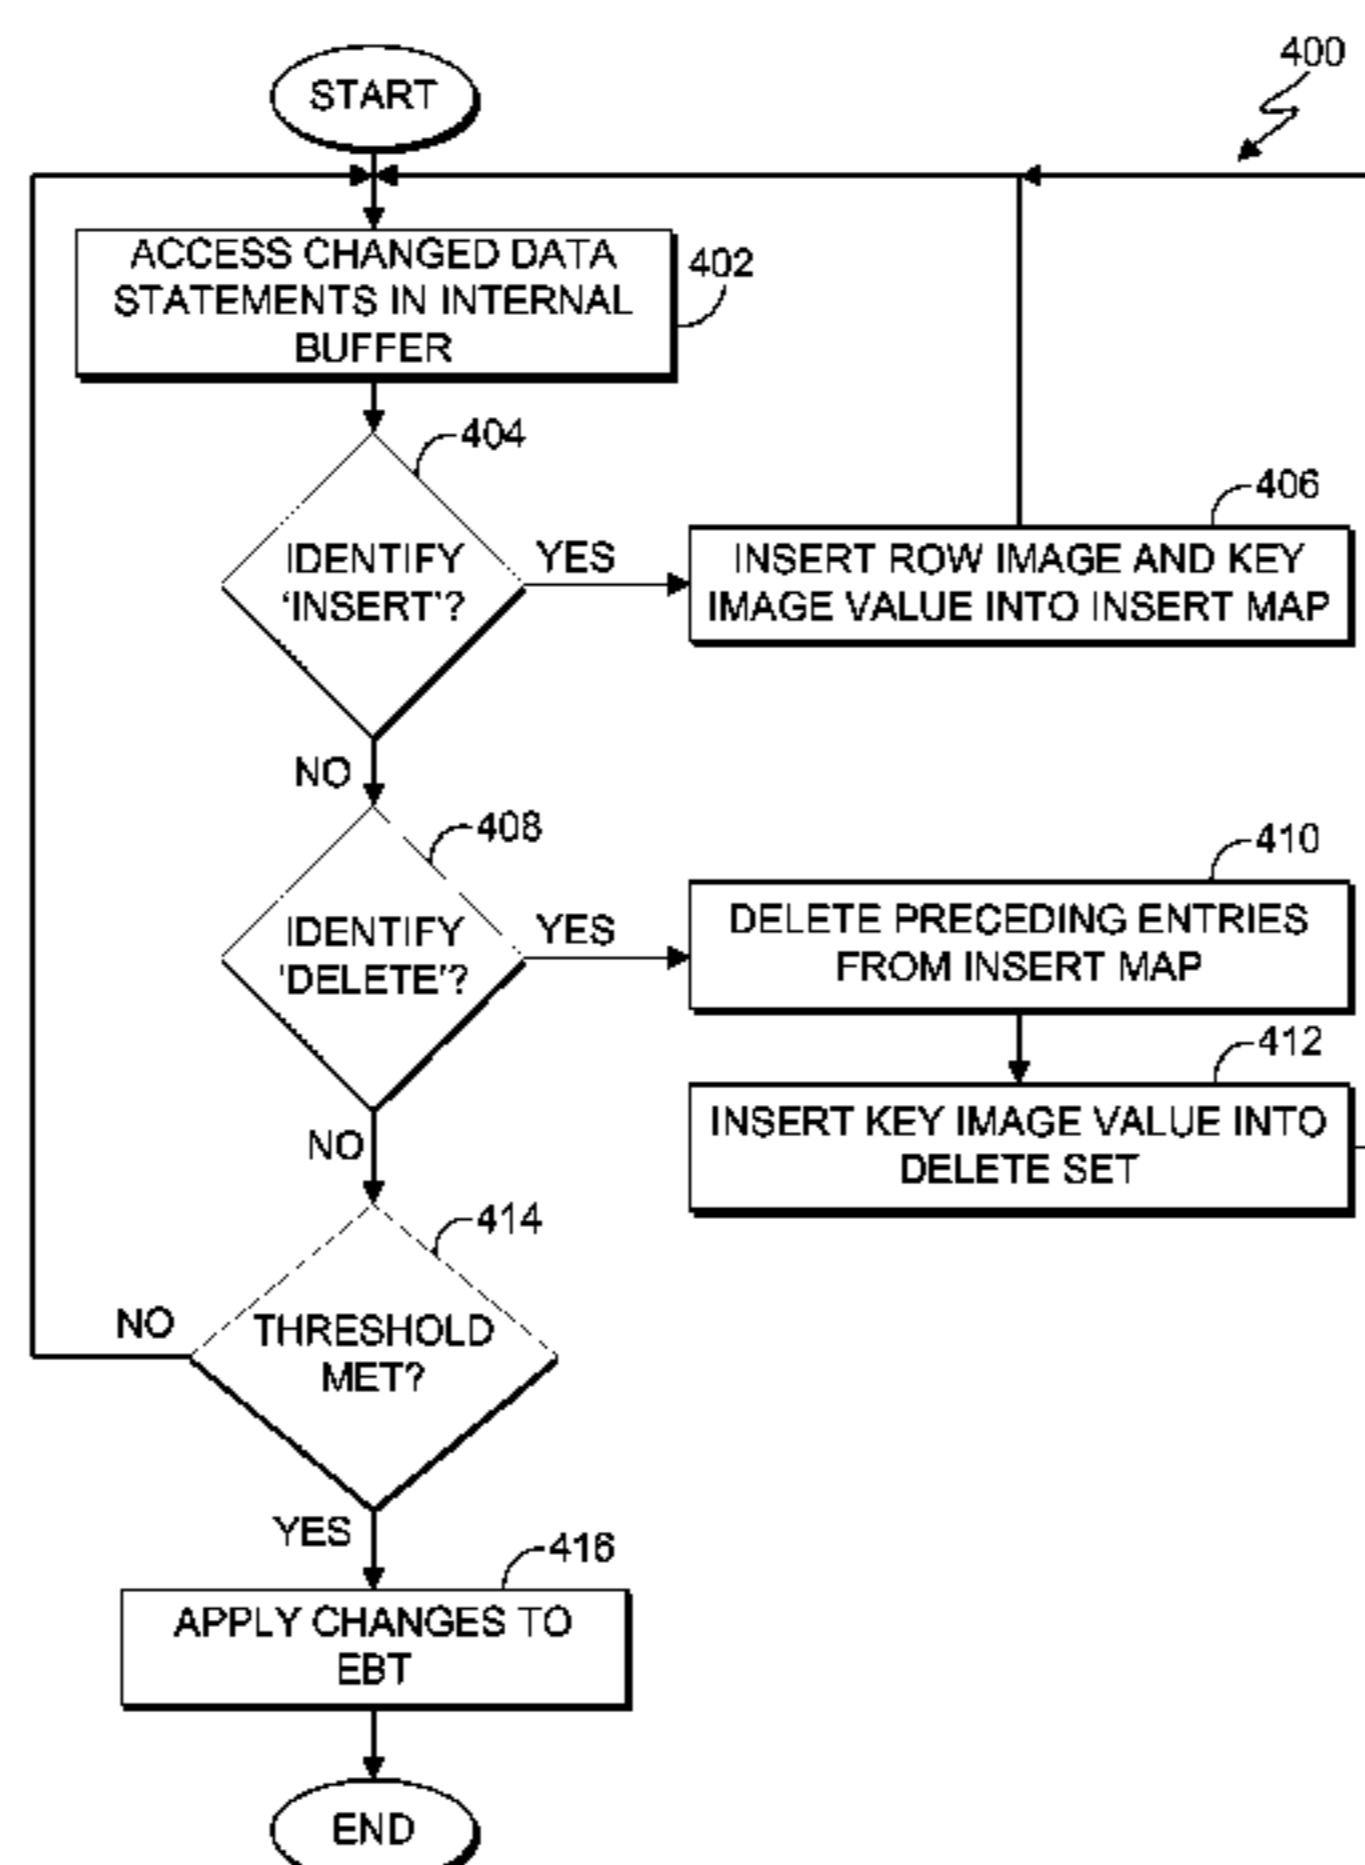 400
START
ACCESS CHANGED DATA
STATEMENTS IN INTERNAL
BUFFER
402
404
IDENTIFY
‘INSERT’?
YES
406
INSERT ROW IMAGE AND KEY
IMAGE VALUE INTO INSERT MAP
NO
408
IDENTIFY
'DELETE'?
YES
410
DELETE PRECEDING ENTRIES
FROM INSERT MAP
412
INSERT KEY IMAGE VALUE INTO
DELETE SET
NO
414
THRESHOLD
MET?
NO
YES
416
APPLY CHANGES TO
EBT
END